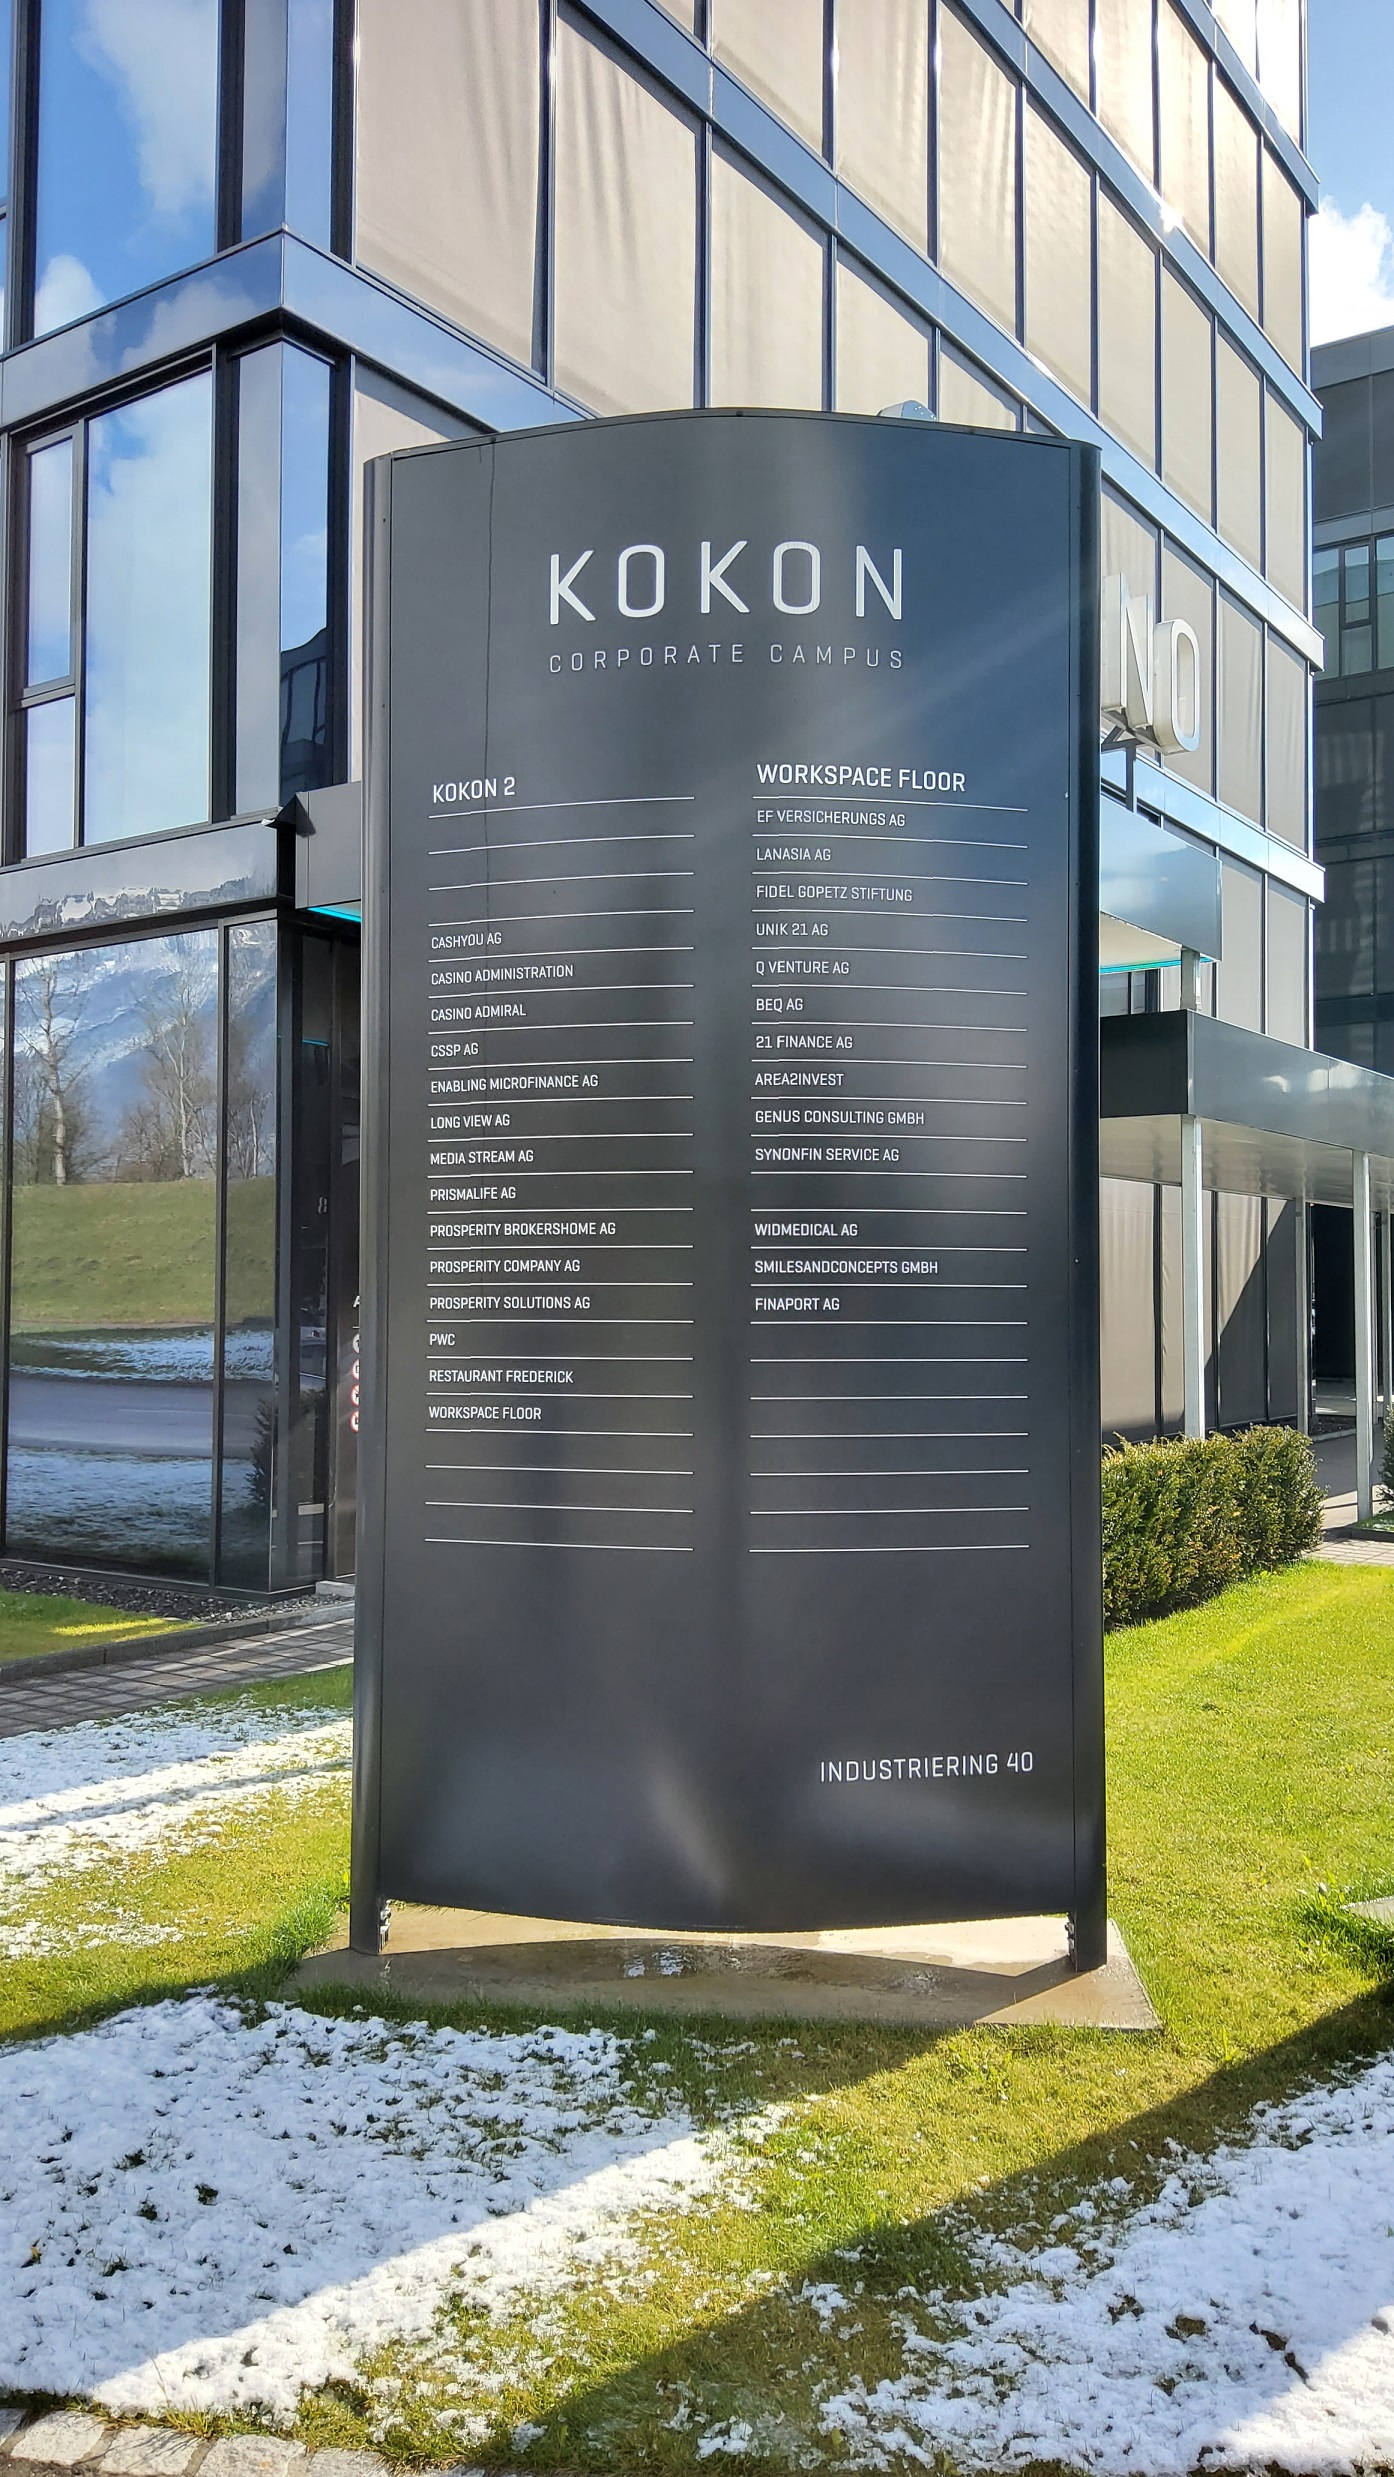 KOKON
CORPORATE CAMPUS
KOKON 2
CASHYOU AG
CASINO ADMINISTRATION
CASINO ADMIRAL
CSSP AG
ENABLING MICROFINANCE AG
LONG VIEW AG
MEDIA STREAM AG
PRISMALIFE AG
PROSPERITY BROKERSHOME AG
PROSPERITY COMPANY AG
PROSPERITY SOLUTIONS AG
PWC
RESTAURANT FREDERICK
WORKSPACE FLOOR
WORKSPACE FLOOR
EF VERSICHERUNGS AG
LANASIA AG
FIDEL GOPETZ STIFTUNG
UNIK 21 AG
Q VENTURE AG
BEQ AG
21 FINANCE AG
AREA2INVEST
GENUS CONSULTING GMBH
SYNONFIN SERVICE AG
WIDMEDICAL AG
SMILESANDCONCEPTS GMBH
FINAPORT AG
INDUSTRIERING 40
NO